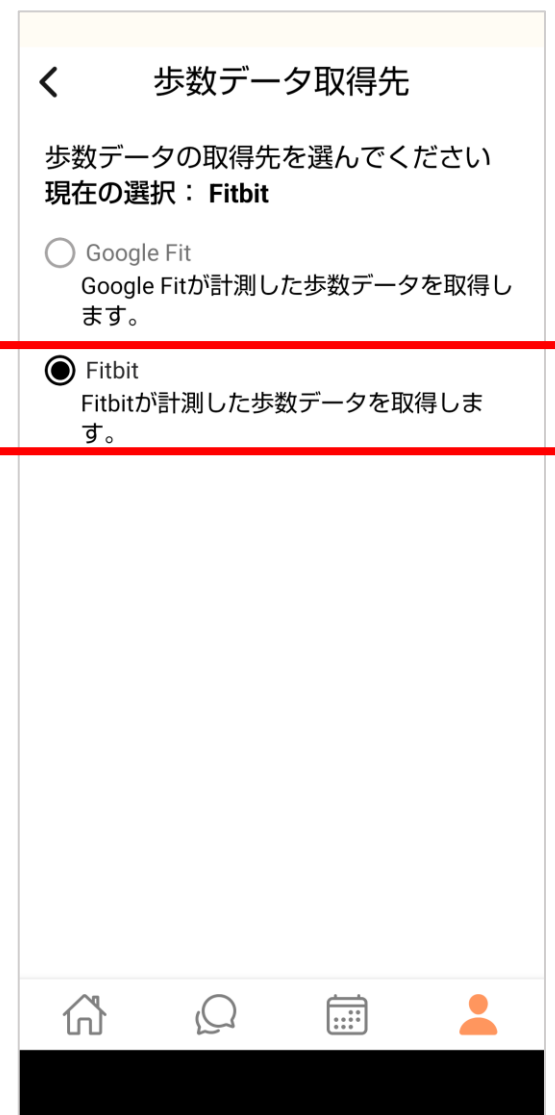 歩数データ取得先
歩数データの取得先を選んでください
現在の選択： Fitbit
Google Fit
Google Fitが計測した歩数データを取得し
ます。
Fitbit
Fitbitが計測した歩数データを取得しま
す。